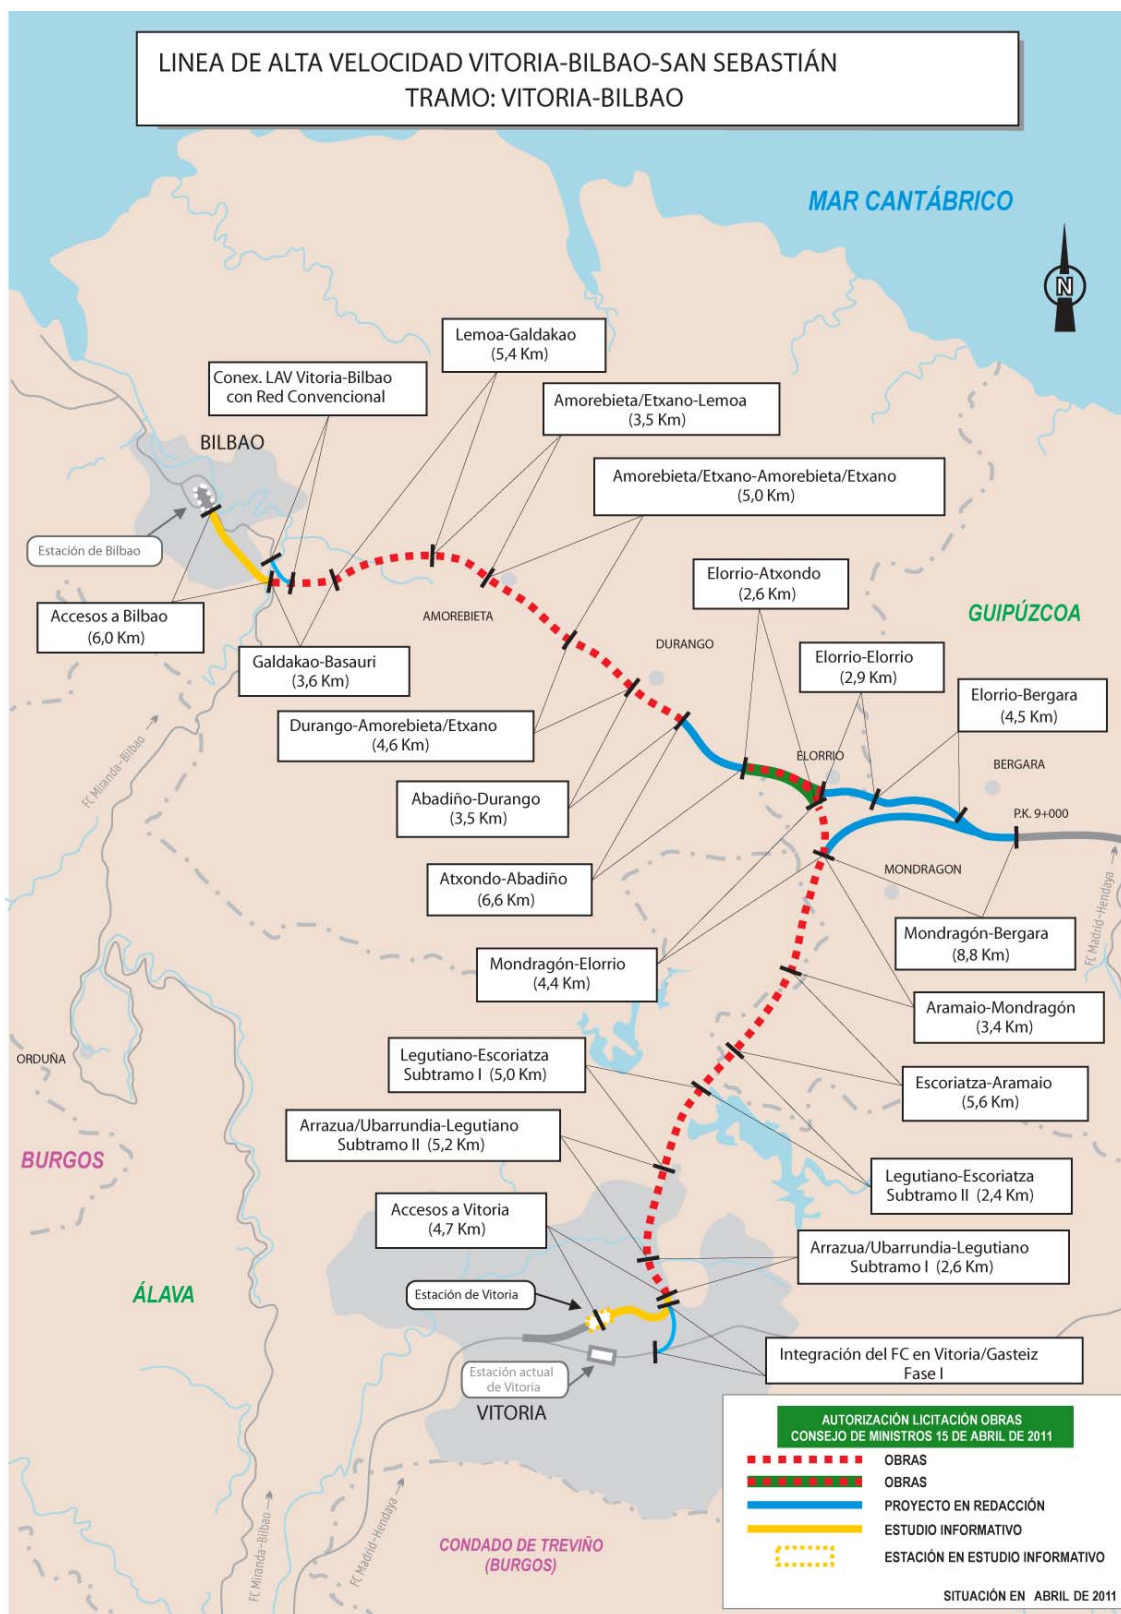 LINEA DE ALTA VELOCIDAD VITORIA-BILBAO-SAN SEBASTIÁN
TRAMO: VITORIA-BILBAO
MAR CANTÁBRICO
N
Lemoa-Galdakao
(5,4 Km)
Conex. LAV Vitoria-Bilbao
con Red Convencional
Amorebieta/Etxano-Lemoa
(3,5 Km)
BILBAO
Amorebieta/Etxano-Amorebieta/Etxano
(5,0 Km)
Estación de Bilbao
Elorrio-Atxondo
(2,6 Km)
GUIPÚZCOA
Accesos a Bilbao
(6,0 Km)
AMOREBIETA
DURANGO
Galdakao-Basauri
(3,6 Km)
Elorrio-Elorrio
(2,9 Km)
Elorrio-Bergara
(4,5 Km)
Durango-Amorebieta/Etxano
(4,6 Km)
FC Miranda-Bilbao
ELORRIO
BERGARA
Abadiño-Durango
(3,5 Km)
P.K. 9+000
Atxondo-Abadiño
(6,6 Km)
MONDRAGON
Mondragón-Bergara
(8,8 Km)
FC Madrid-Hendaya
Mondragón-Elorrio
(4,4 Km)
Aramaio-Mondragón
(3,4 Km)
ORDUÑA
Legutiano-Escoriatza
Subtramo I (5,0 Km)
Escoriatza-Aramaio
(5,6 Km)
Arrazua/Ubarrundia-Legutiano
Subtramo II (5,2 Km)
BURGOS
Legutiano-Escoriatza
Subtramo II (2,4 Km)
Accesos a Vitoria
(4,7 Km)
Arrazua/Ubarrundia-Legutiano
Subtramo I (2,6 Km)
ÁLAVA
Estación de Vitoria
Integración del FC en Vitoria/Gasteiz
Fase I
Estación actual
de Vitoria
VITORIA
AUTORIZACIÓN LICITACIÓN OBRAS
CONSEJO DE MINISTROS 15 DE ABRIL DE 2011
OBRAS
OBRAS
PROYECTO EN REDACCIÓN
ESTUDIO INFORMATIVO
ESTACIÓN EN ESTUDIO INFORMATIVO
SITUACIÓN EN ABRIL DE 2011
FC Miranda-Bilbao
FC Madrid-Hendaya
CONDADO DE TREVIÑO
(BURGOS)